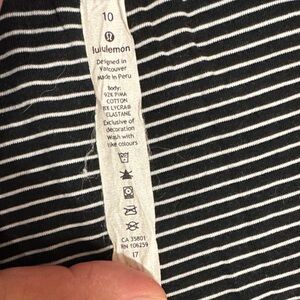 10
lululemon
Designed in
Vancouver
Made in Peru
Body:
92% PIMA
COTTON
8% LYCRA®
ELASTANE
Exclusive of
decoration
Wash with
like colours
CA 35801
RN 106259
17